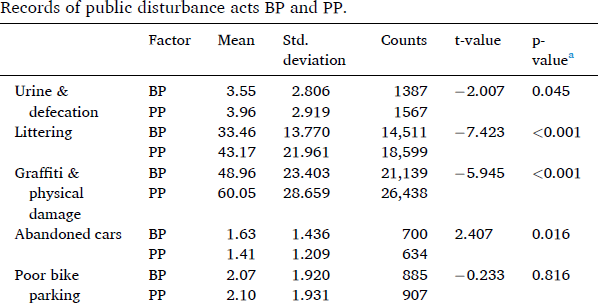 Records of public disturbance acts BP and PP.
Factor Mean Std. deviation Counts t-value p-value^a
Urine & defecation BP 3.55 2.806 1387 −2.007 0.045
PP 3.96 2.919 1567
Littering BP 33.46 13.770 14,511 −7.423 <0.001
PP 43.17 21.961 18,599
Graffiti & physical damage BP 48.96 23.403 21,139 −5.945 <0.001
PP 60.05 28.659 26,438
Abandoned cars BP 1.63 1.436 700 2.407 0.016
PP 1.41 1.209 634
Poor bike parking BP 2.07 1.920 885 −0.233 0.816
PP 2.10 1.931 907